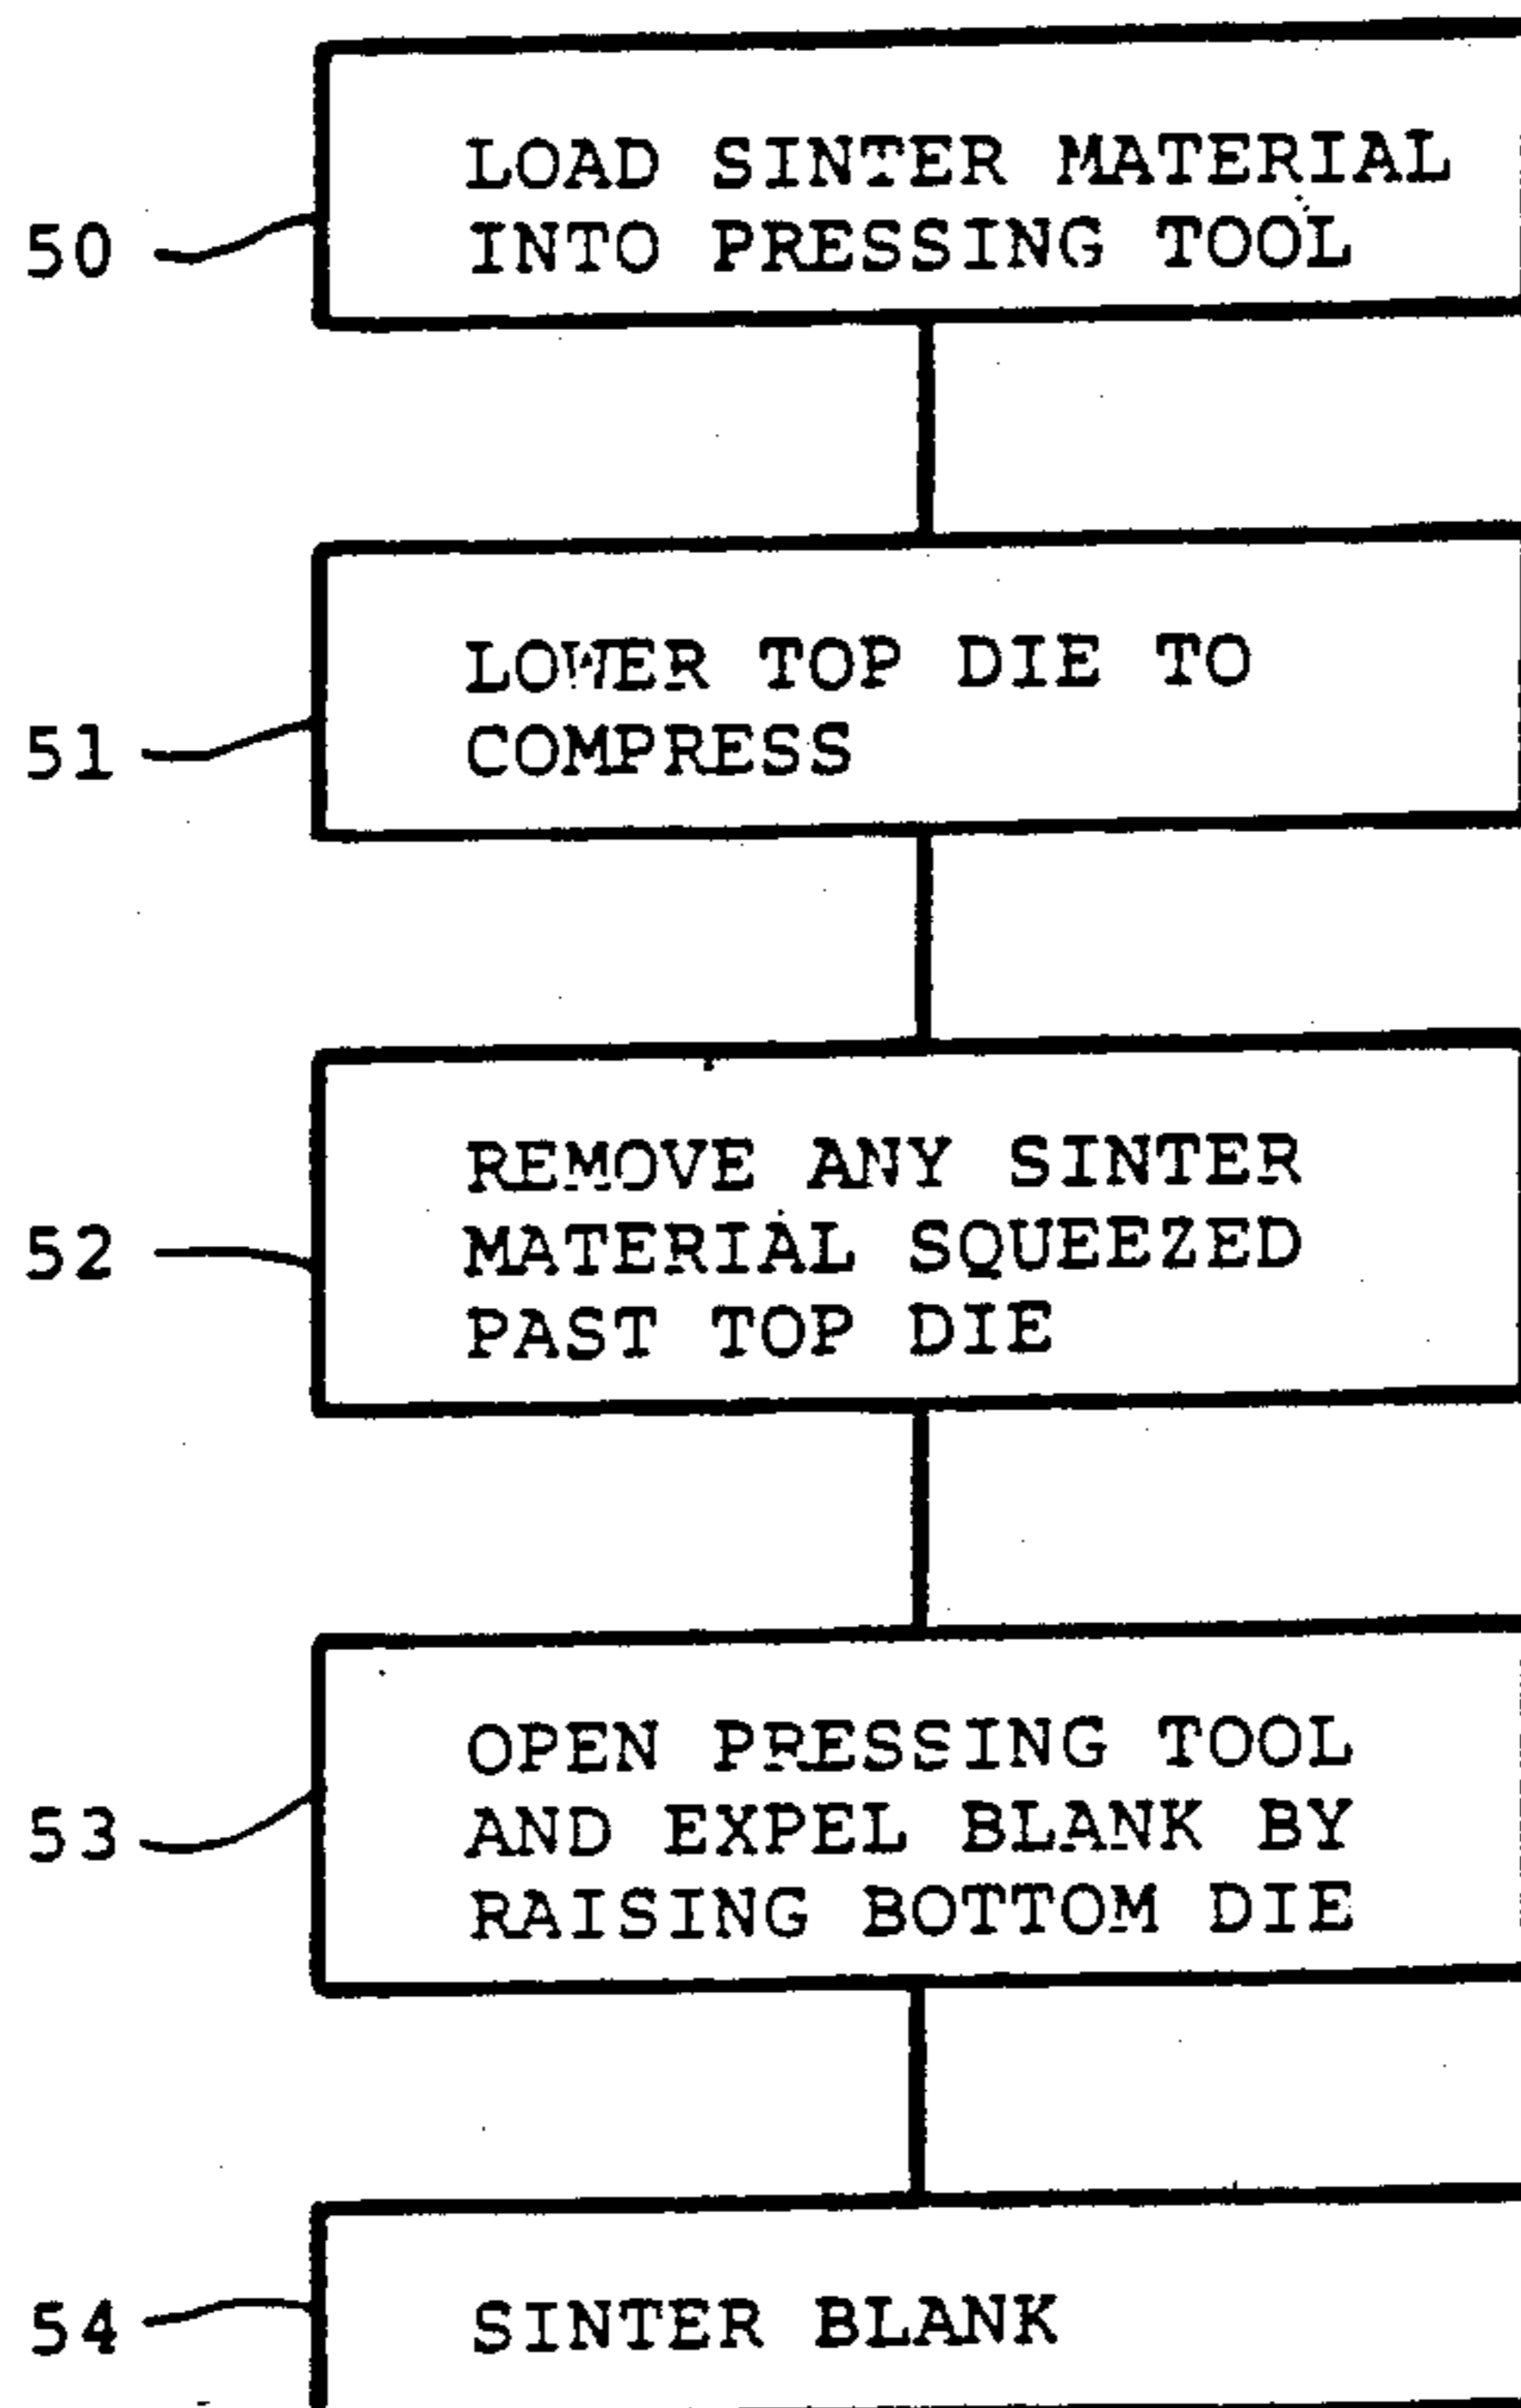 LOAD SINTER MATERIAL
50 INTO PRESSING TOOL
LOWER TOP DIE TO
51 COMPRESS
REMOVE ANY SINTER
52 MATERIAL SQUEEZED
PAST TOP DIE
OPEN PRESSING TOOL
53 AND EXPEL BLANK BY
RAISING BOTTOM DIE
54 SINTER BLANK